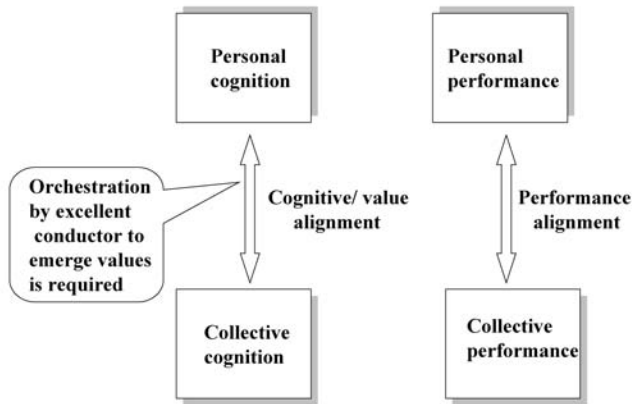 Personal
cognition
Personal
performance
Orchestration
by excellent
conductor to
emerge values
is required
Cognitive/ value
alignment
Performance
alignment
Collective
cognition
Collective
performance